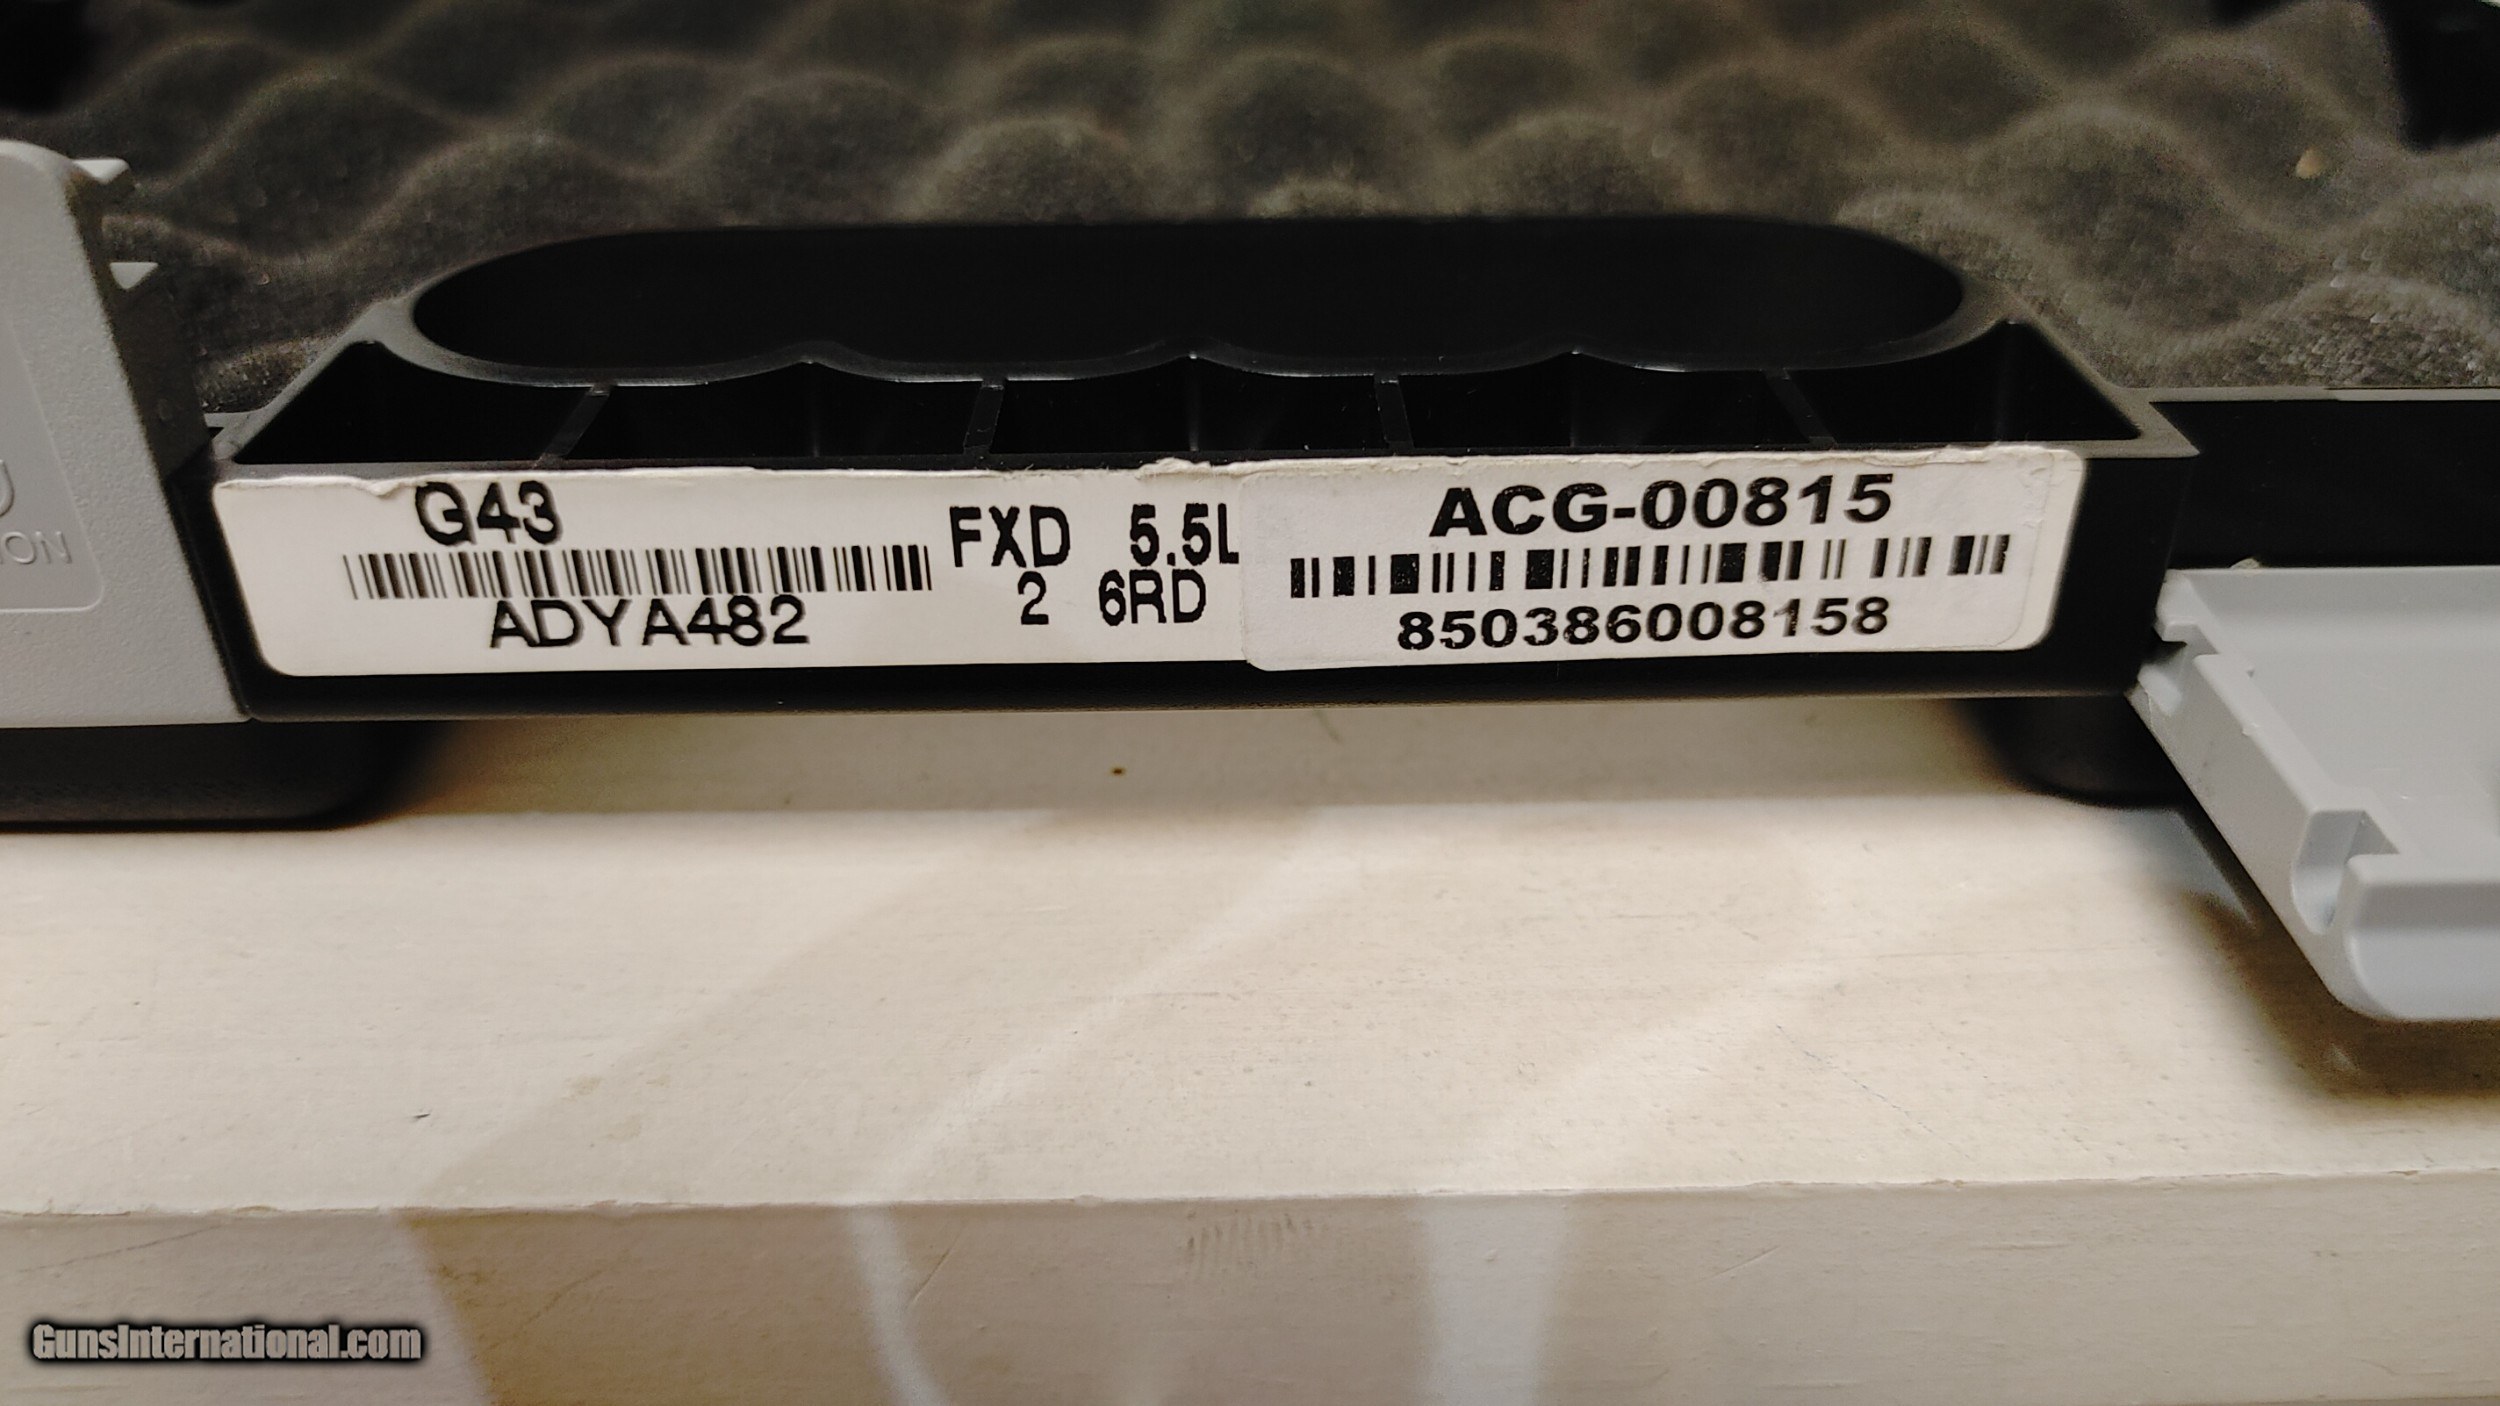 G43
ADYA482
FXD 5.5L
2 6RD
ACG-00815
850386008158
GunsInternational.com